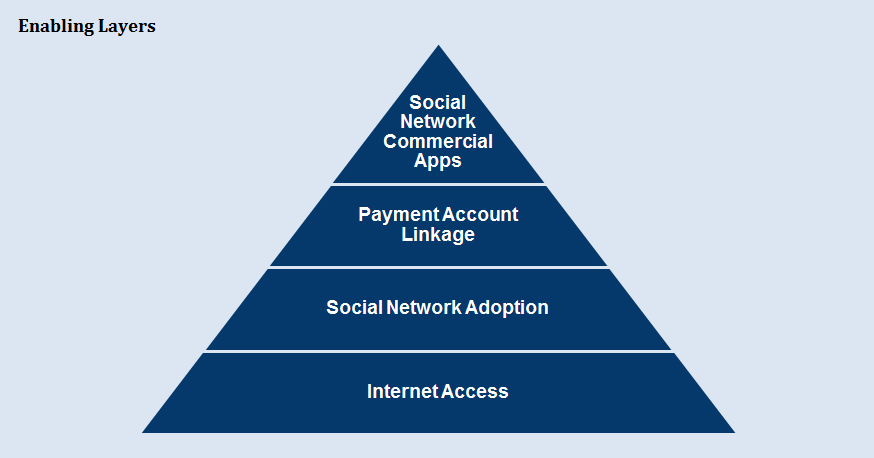 Enabling Layers
Social
Network
Commercial
Apps
Payment Account
Linkage
Social Network Adoption
Internet Access